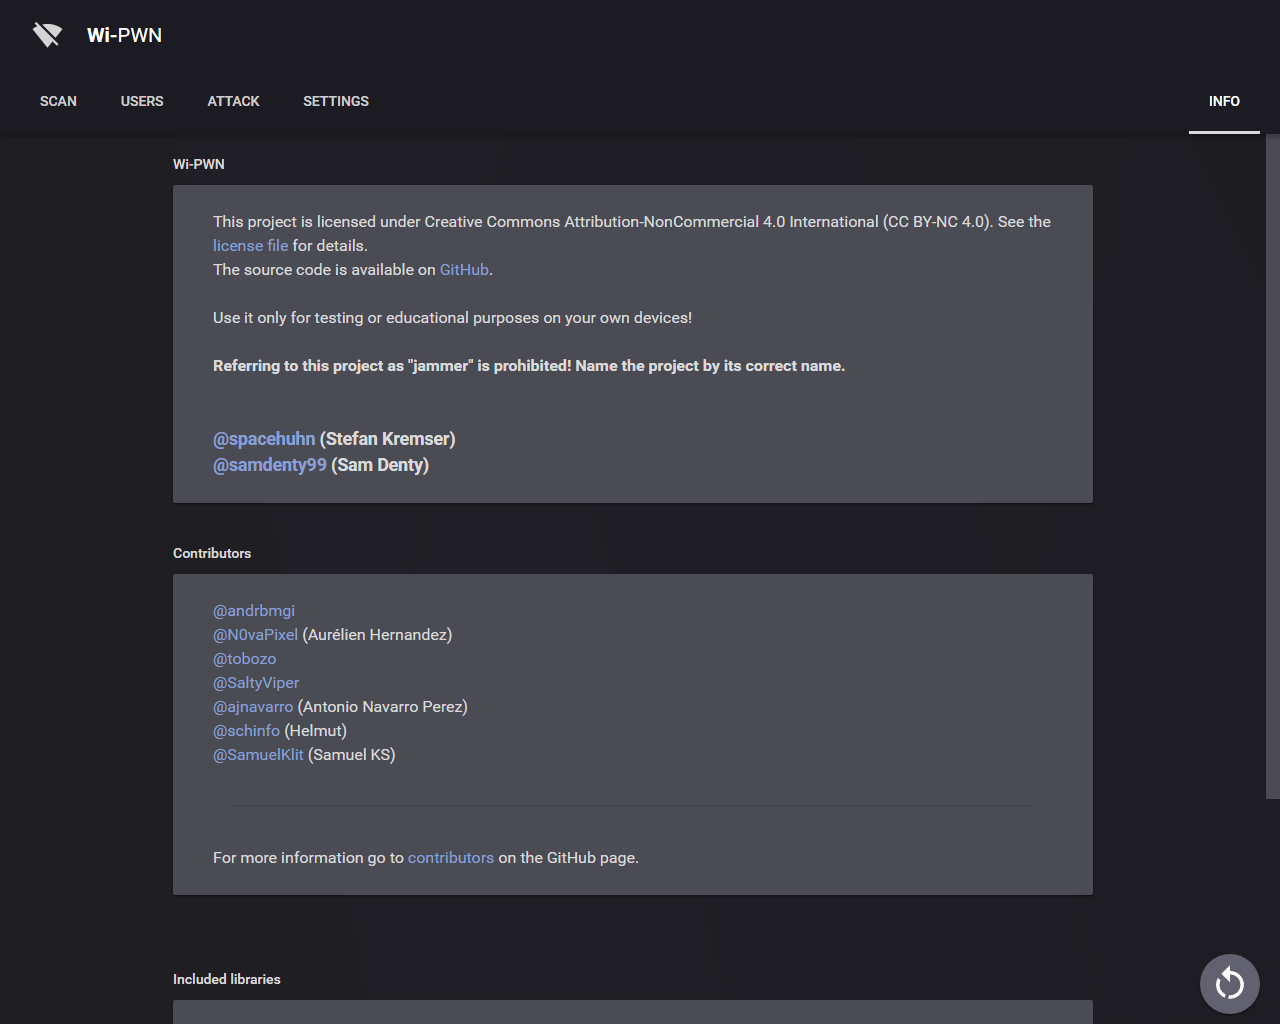 Wi-PWN
SCAN USERS ATTACK SETTINGS INFO
Wi-PWN
This project is licensed under Creative Commons Attribution-NonCommercial 4.0 International (CC BY-NC 4.0). See the
license file for details.
The source code is available on GitHub.
Use it only for testing or educational purposes on your own devices!
Referring to this project as "jammer" is prohibited! Name the project by its correct name.
@spacehuhn (Stefan Kremser)
@samdenty99 (Sam Denty)
Contributors
@andrbmgi
@N0vaPixel (Aurélien Hernandez)
@tobozo
@SaltyViper
@ajnavarro (Antonio Navarro Perez)
@schinfo (Helmut)
@SamuelKlit (Samuel KS)
For more information go to contributors on the GitHub page.
Included libraries